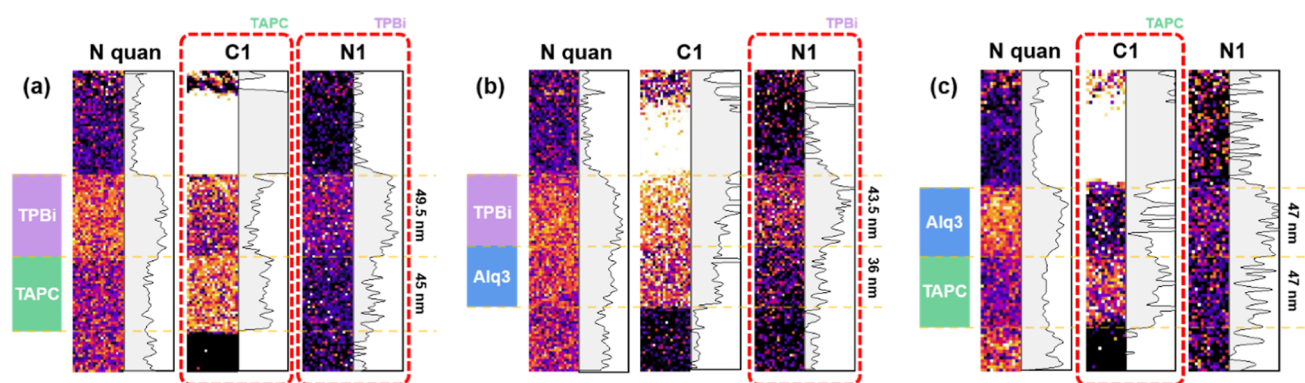 TAPC
TPBi
N quan
C1
N1
(a)
TPBi
TAPC
49.5 nm
45 nm
TPBi
N quan
C1
N1
(b)
TPBi
Alq3
43.5 nm
36 nm
TAPC
N quan
C1
N1
(c)
Alq3
TAPC
47 nm
47 nm